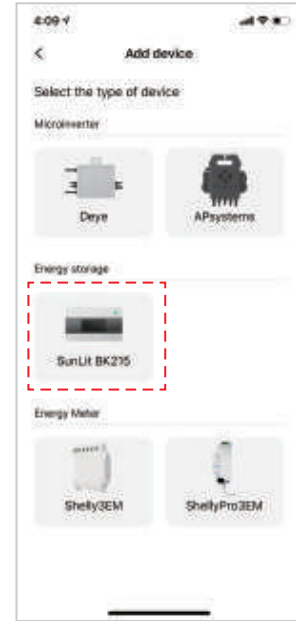 4:09
Add device
Select the type of device
Microinverter
Deye APsystems
Energy storage
SunLit BK215
Energy Meter
Shelly3EM ShellyPro3EM